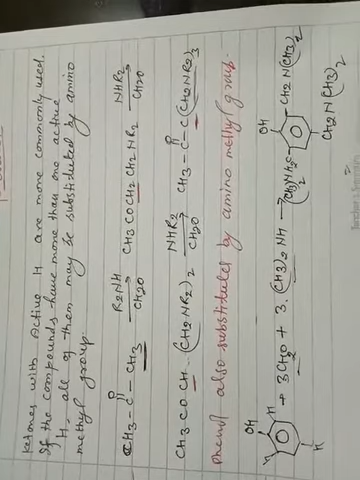 ketones with Active H are more commonly used.
If the compounds have more than one active
H, all of them may be substituted by amino
methyl group.
CH3-C(=O)-CH3 R2NH/CH2O → CH3COCH2CH2NR2 NHR2/CH2O →
CH3COCH-(CH2NR2)2 NHR2/CH2O → CH3-C(=O)-C(CH2NR2)3
Phenol also substituted by amino methyl group.
OH H H + 3CH2O + 3.(CH3)2NH → OH CH2N(CH3)2 CH2N(CH3)2